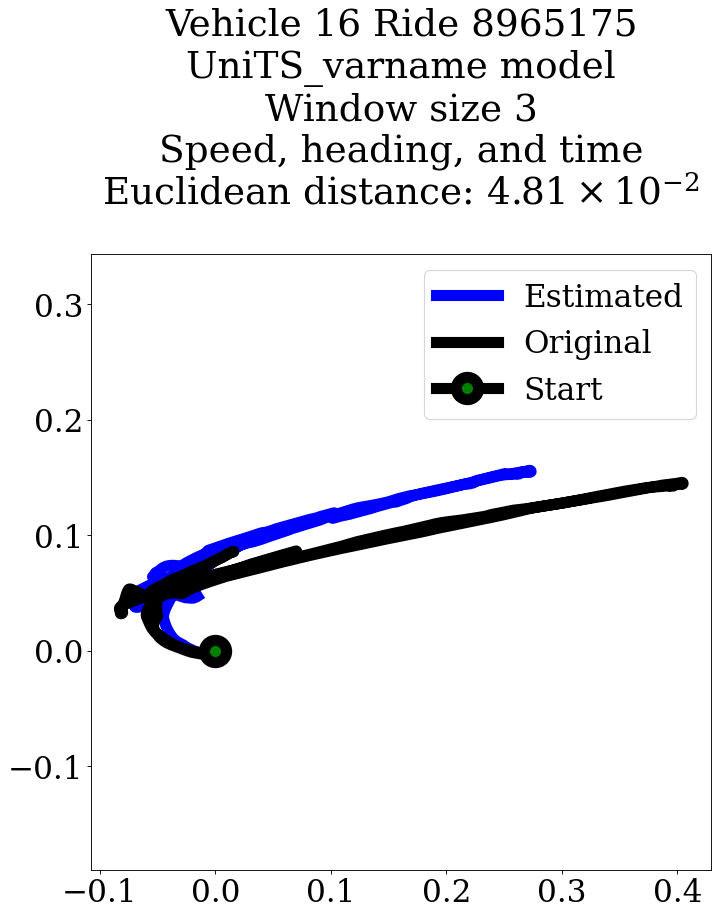 Vehicle 16 Ride 8965175
UniTS_varname model
Window size 3
Speed, heading, and time
Euclidean distance: 4.81 × 10⁻²
Estimated
Original
Start
0.3
0.2
0.1
0.0
−0.1
−0.1 0.0 0.1 0.2 0.3 0.4